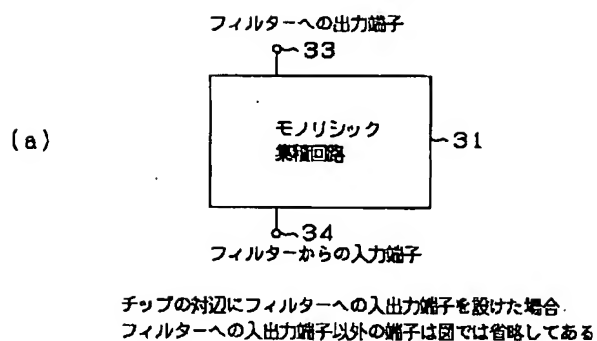 フィルターへの出力端子
33
(a)
モノリシック
集積回路
31
34
フィルターからの入力端子
チップの対辺にフィルターへの入出力端子を設けた場合.
フィルターへの入出力端子以外の端子は図では省略してある